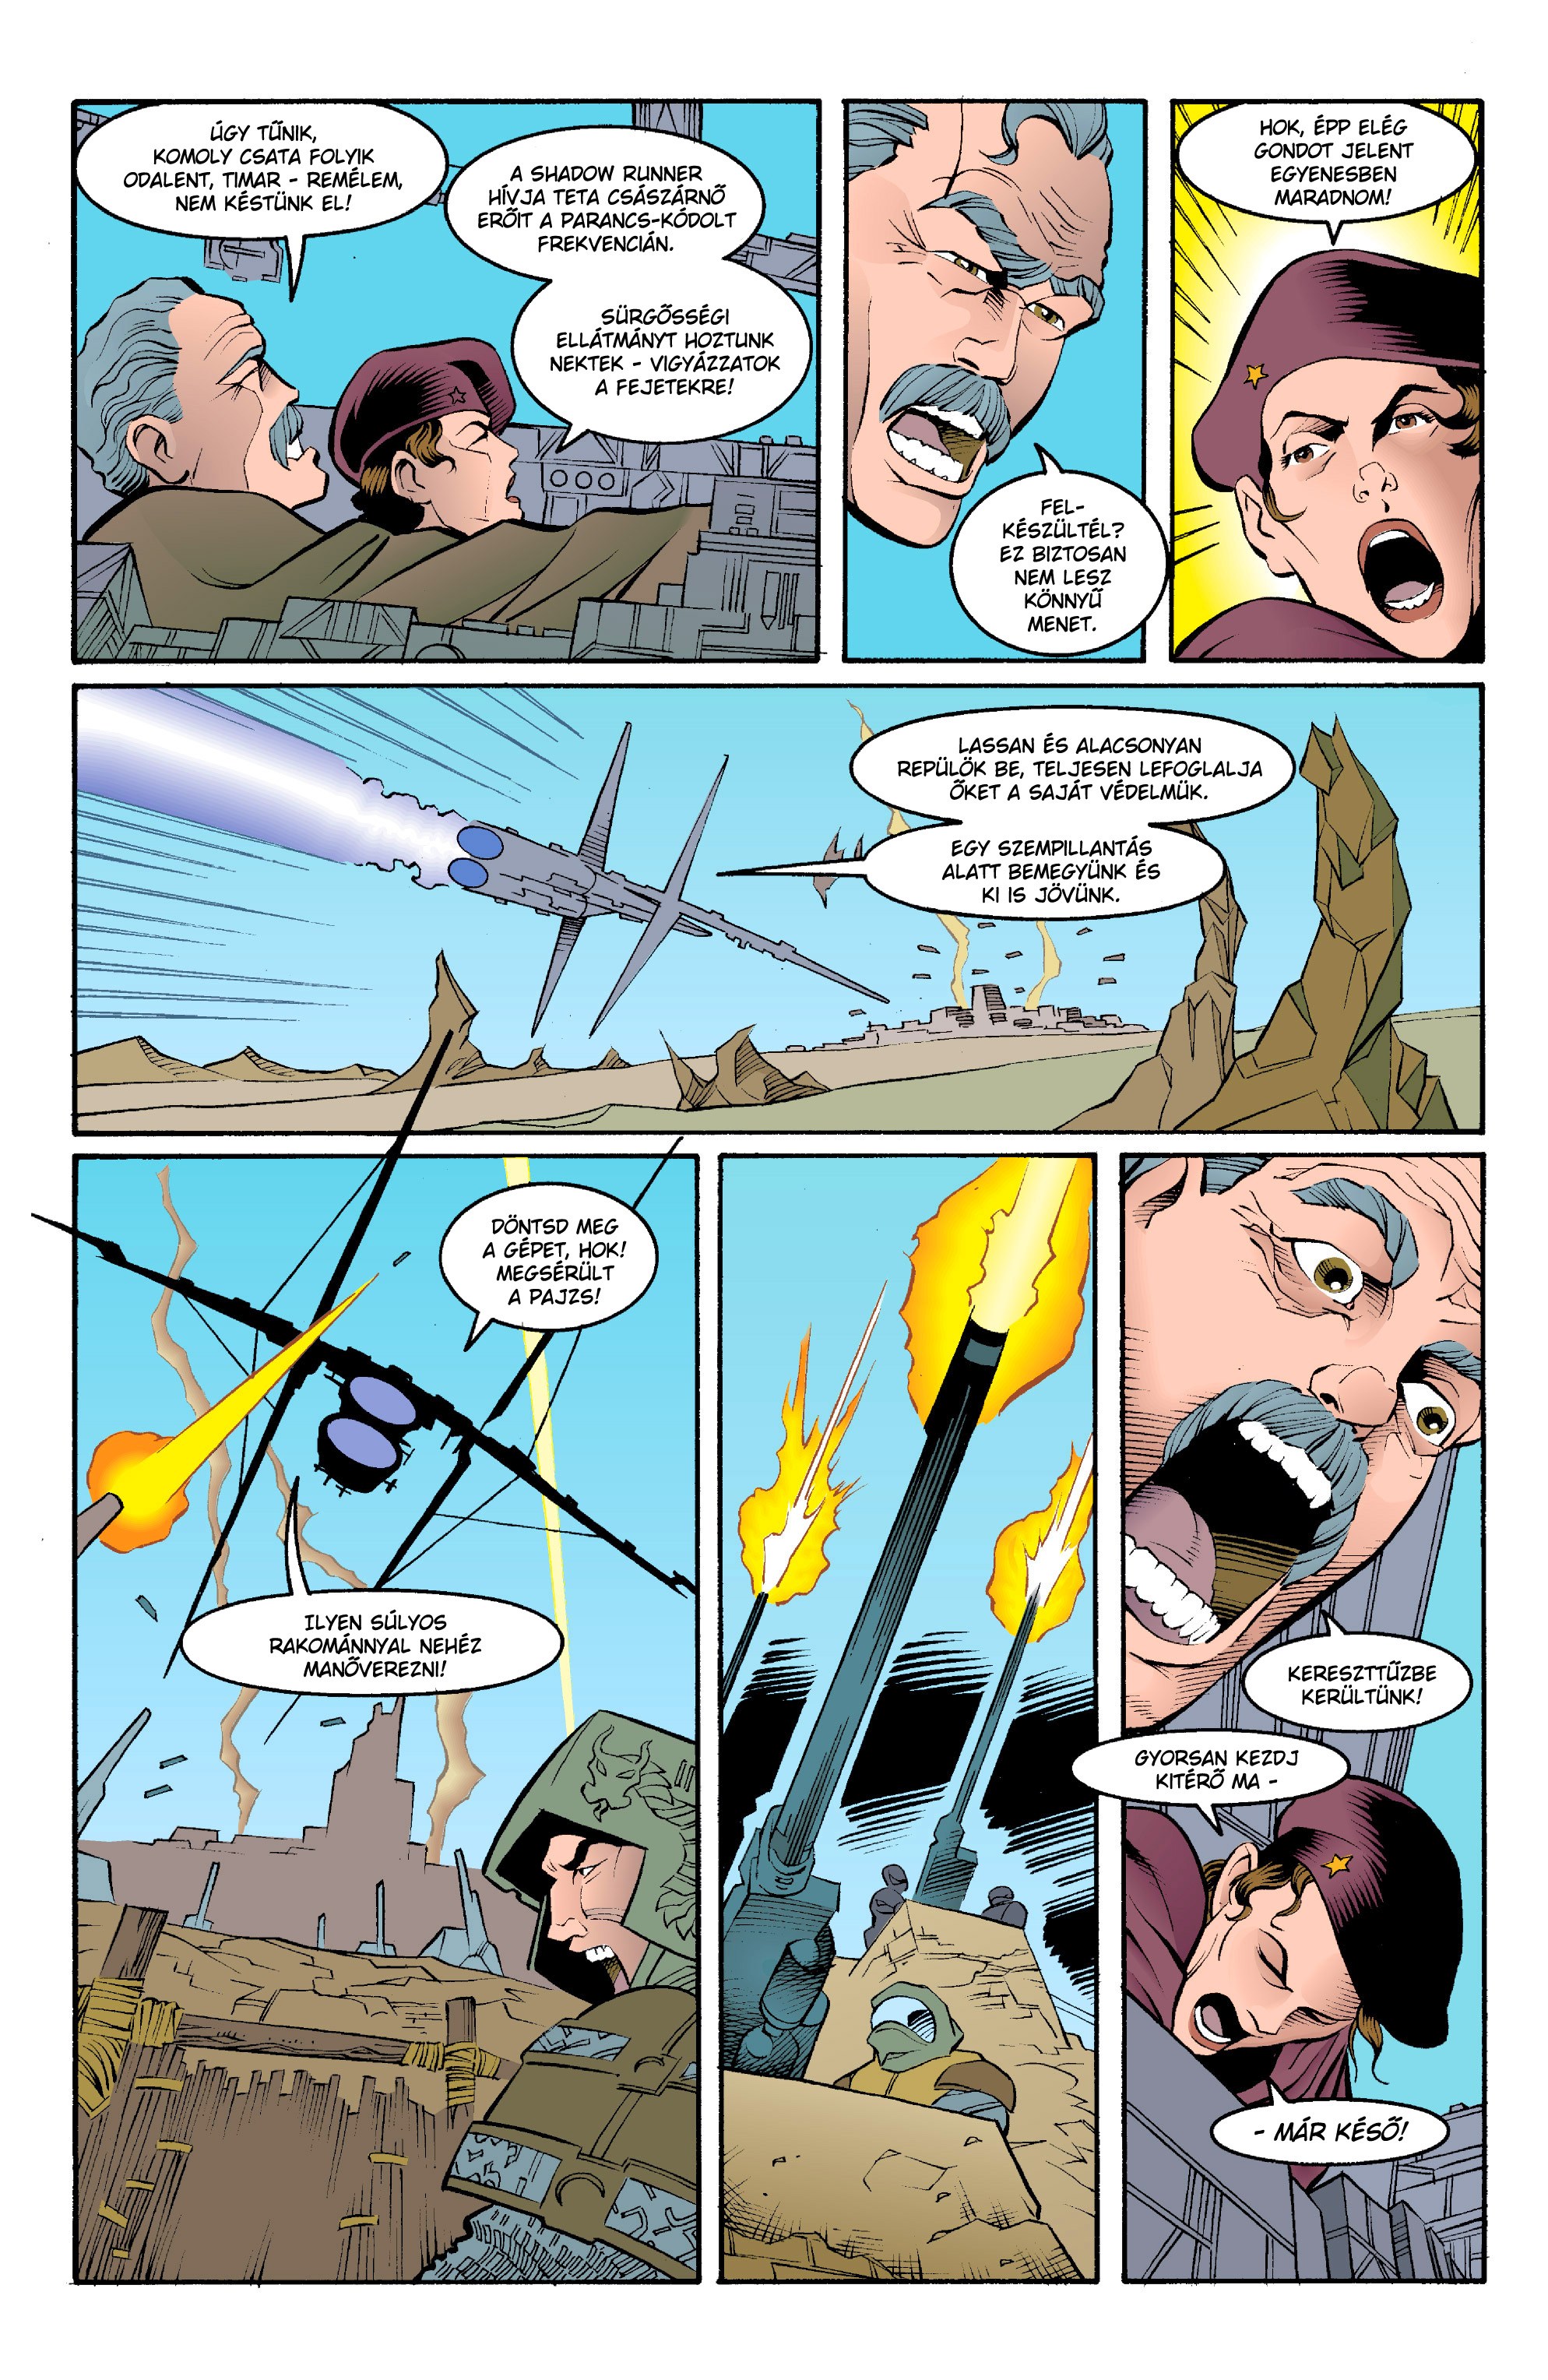 ÚGY TŰNIK,
KOMOLY CSATA FOLYIK
ODALENT, TIMAR - REMÉLEM,
NEM KÉSTÜNK EL!
A SHADOW RUNNER
HÍVJA TETA CSÁSZÁRNŐ
ERŐIT A PARANCS-KÓDOLT
FREKVENCIÁN.
SÜRGŐSSÉGI
ELLÁTMÁNYT HOZTUNK
NEKTEK - VIGYÁZZATOK
A FEJETEKRE!
FEL-
KÉSZÜLTÉL?
EZ BIZTOSAN
NEM LESZ
KÖNNYŰ
MENET.
HOK, ÉPP ELÉG
GONDOT JELENT
EGYENESBEN
MARADNOM!
LASSAN ÉS ALACSONYAN
REPÜLÖK BE, TELJESEN LEFOGLALJA
ŐKET A SAJÁT VÉDELMÜK.
EGY SZEMPILLANTÁS
ALATT BEMEGYÜNK ÉS
KI IS JÖVÜNK.
DÖNTSD MEG
A GÉPET, HOK!
MEGSÉRÜLT
A PAJZS!
ILYEN SÚLYOS
RAKOMÁNNYAL NEHÉZ
MANŐVEREZNI!
KERESZTTŰZBE
KERÜLTÜNK!
GYORSAN KEZDJ
KITÉRŐ MA -
- MÁR KÉSŐ!